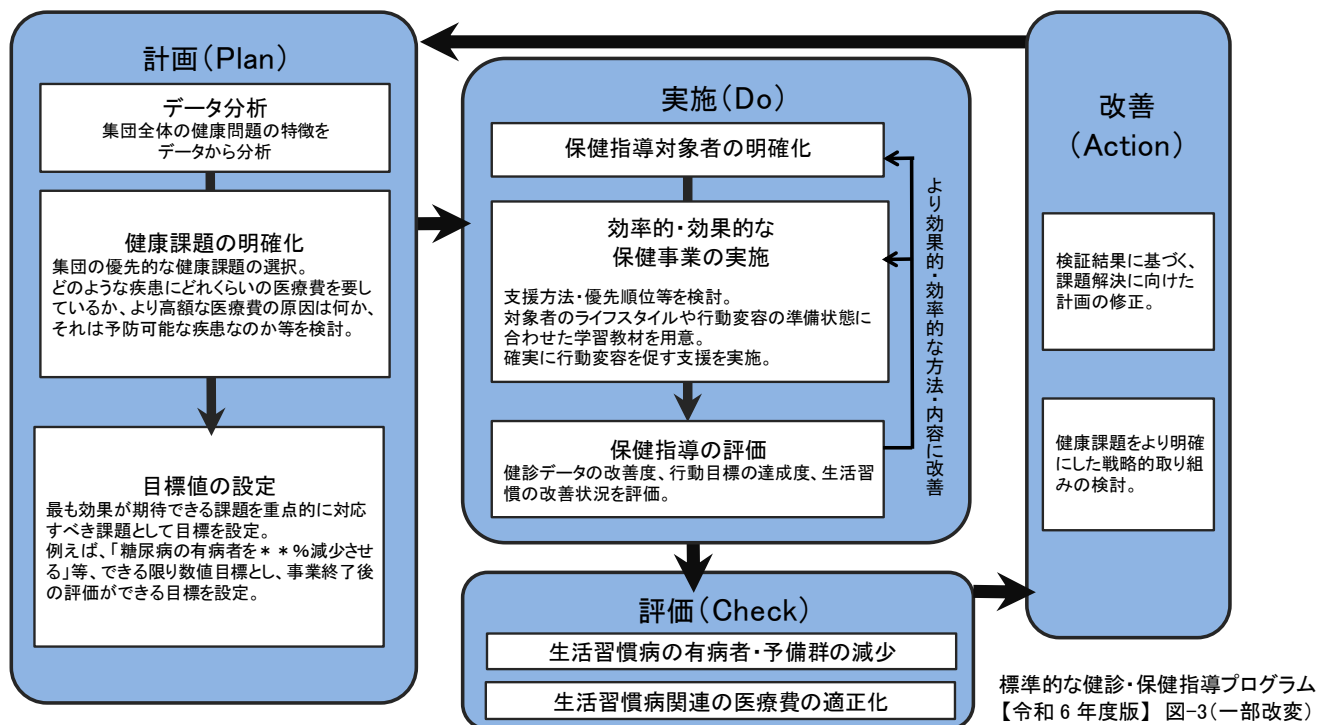 計画(Plan)
データ分析
集団全体の健康問題の特徴を
データから分析
健康課題の明確化
集団の優先的な健康課題の選択。
どのような疾患にどれくらいの医療費を要し
ているか、より高額な医療費の原因は何か、
それは予防可能な疾患なのか等を検討。
目標値の設定
最も効果が期待できる課題を重点的に対応
すべき課題として目標を設定。
例えば、「糖尿病の有病者を＊＊%減少させ
る」等、できる限り数値目標とし、事業終了後
の評価ができる目標を設定。
実施(Do)
保健指導対象者の明確化
効率的・効果的な
保健事業の実施
支援方法・優先順位等を検討。
対象者のライフスタイルや行動変容の準備状態に
合わせた学習教材を用意。
確実に行動変容を促す支援を実施。
保健指導の評価
健診データの改善度、行動目標の達成度、生活習
慣の改善状況を評価。
より効果的・効率的な方法・内容に改善
評価(Check)
生活習慣病の有病者・予備群の減少
生活習慣病関連の医療費の適正化
改善
(Action)
検証結果に基づく、
課題解決に向けた
計画の修正。
健康課題をより明確
にした戦略的取り組
みの検討。
標準的な健診・保健指導プログラム
【令和6年度版】 図-3(一部改変)